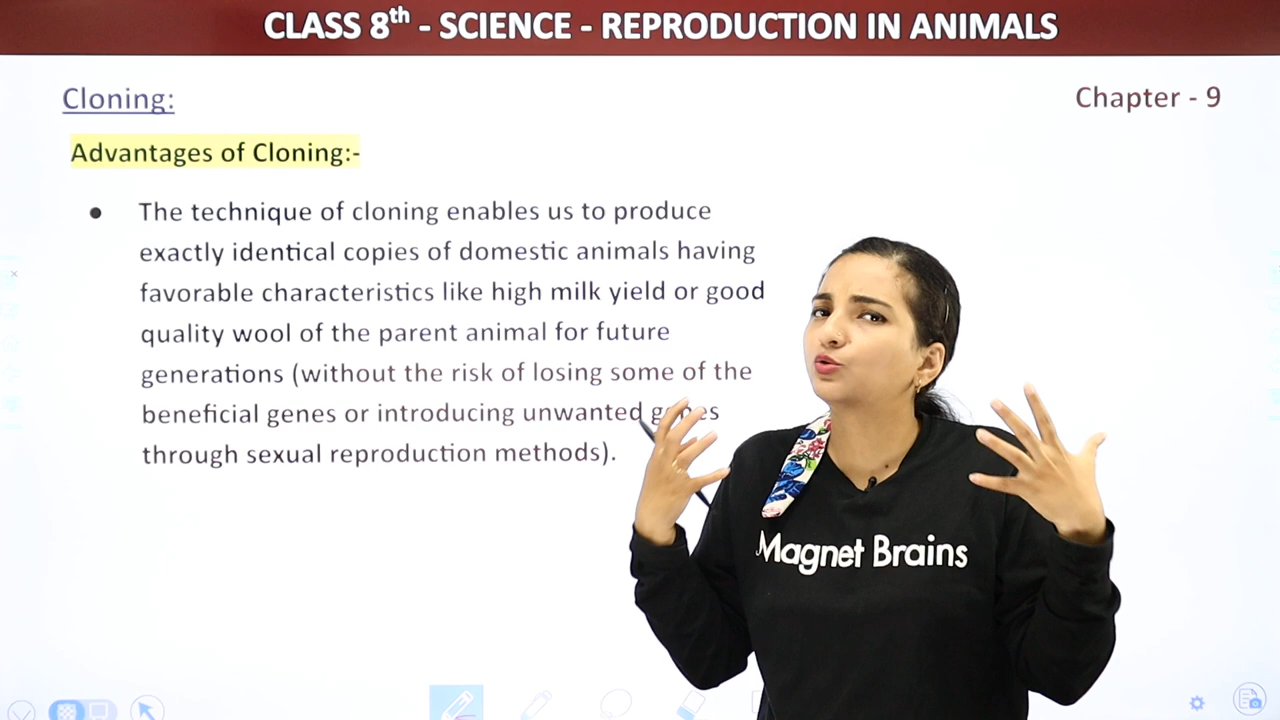 CLASS 8th - SCIENCE - REPRODUCTION IN ANIMALS
Cloning:
Chapter - 9
Advantages of Cloning:-
● The technique of cloning enables us to produce
exactly identical copies of domestic animals having
favorable characteristics like high milk yield or good
quality wool of the parent animal for future
generations (without the risk of losing some of the
beneficial genes or introducing unwanted genes
through sexual reproduction methods).
Magnet Brains